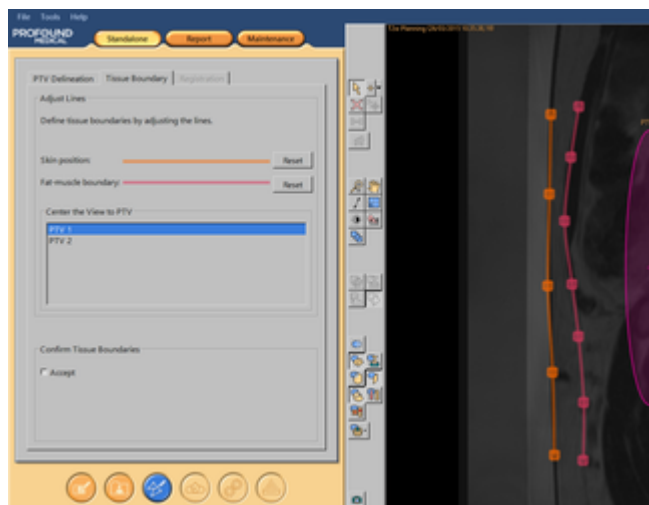 File Tools Help
PROFOUND
MEDICAL
Standalone Report Maintenance
PTV Delineation Tissue Boundary Registration
Adjust Lines
Define tissue boundaries by adjusting the lines.
Skin position: Reset
Fat-muscle boundary: Reset
Center the View to PTV
PTV 1
PTV 2
Confirm Tissue Boundaries
Accept